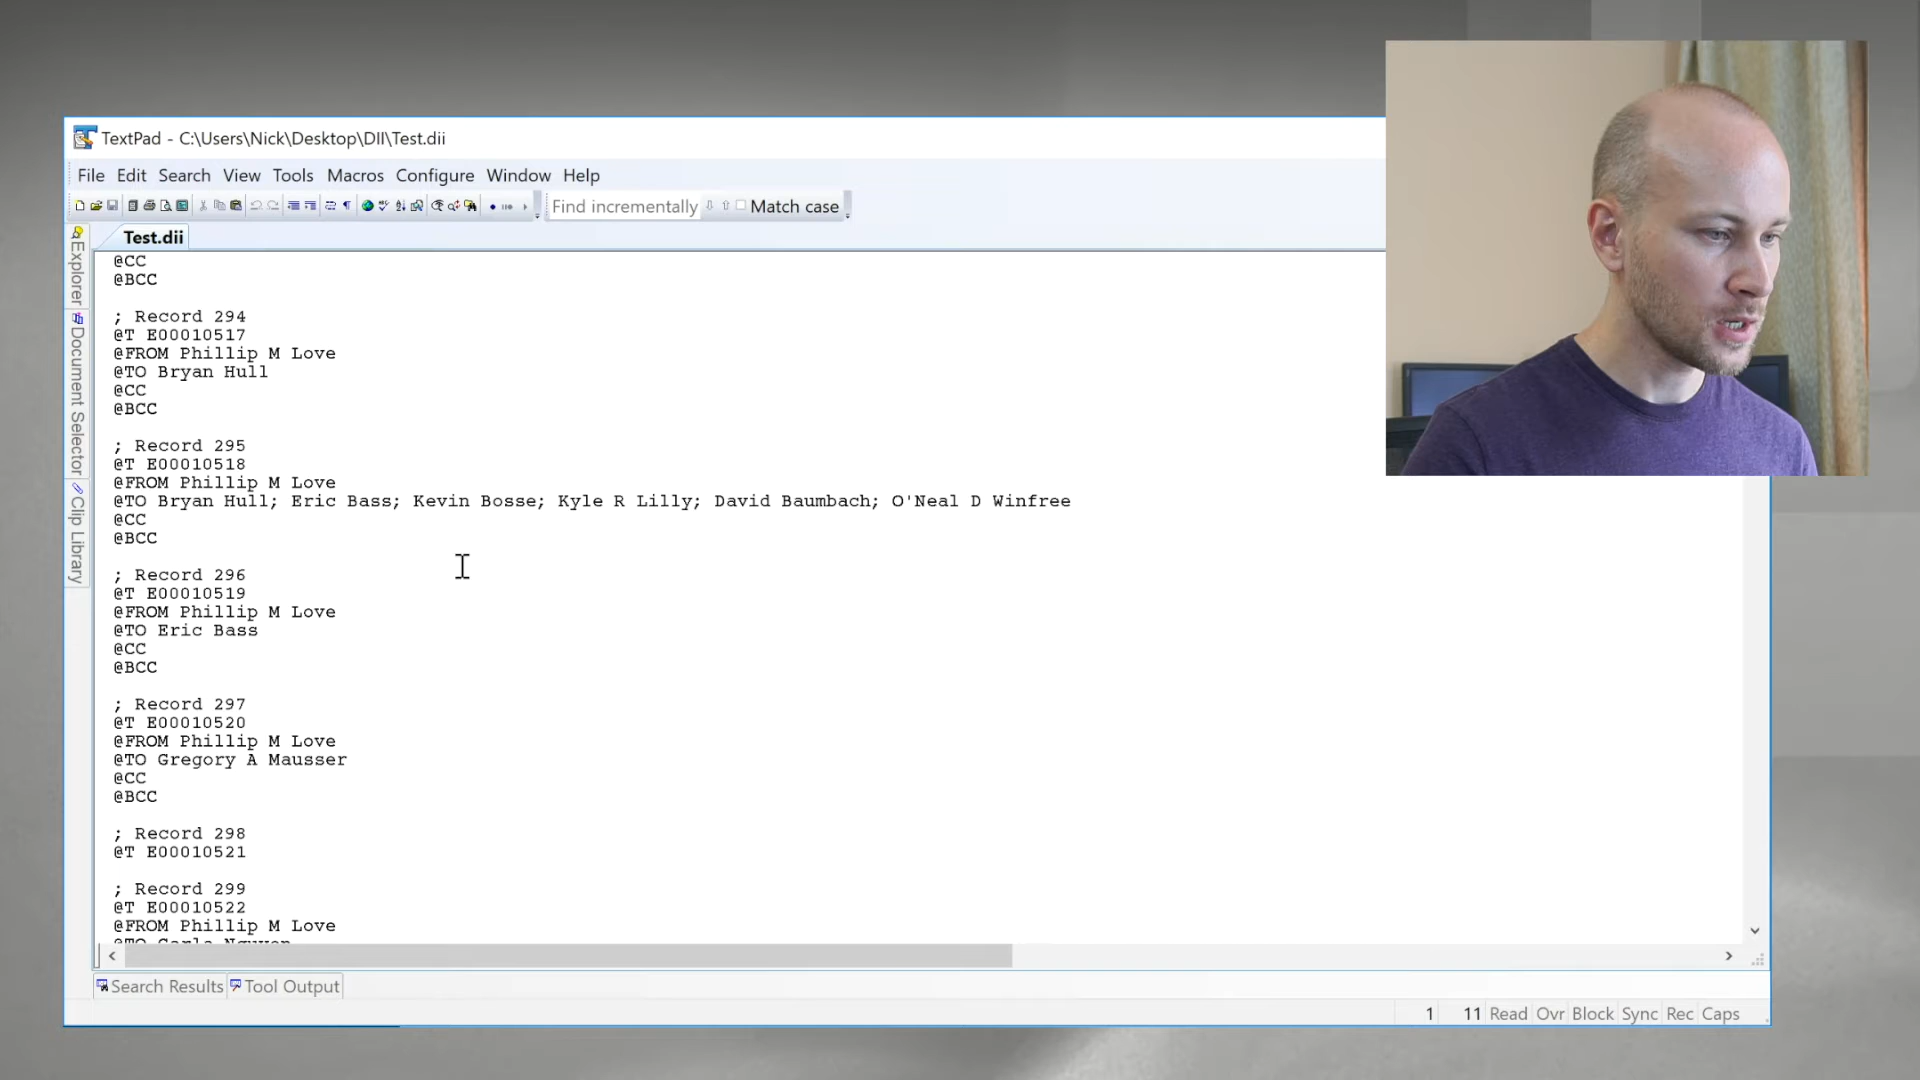 TextPad - C:\Users\Nick\Desktop\DII\Test.dii
File Edit Search View Tools Macros Configure Window Help
Find incrementally Match case
Test.dii
Explorer
Document Selector
Clip Library
@CC
@BCC
; Record 294
@T E00010517
@FROM Phillip M Love
@TO Bryan Hull
@CC
@BCC
; Record 295
@T E00010518
@FROM Phillip M Love
@TO Bryan Hull; Eric Bass; Kevin Bosse; Kyle R Lilly; David Baumbach; O'Neal D Winfree
@CC
@BCC
; Record 296
@T E00010519
@FROM Phillip M Love
@TO Eric Bass
@CC
@BCC
; Record 297
@T E00010520
@FROM Phillip M Love
@TO Gregory A Mausser
@CC
@BCC
; Record 298
@T E00010521
; Record 299
@T E00010522
@FROM Phillip M Love
Search Results Tool Output
1 11 Read Ovr Block Sync Rec Caps